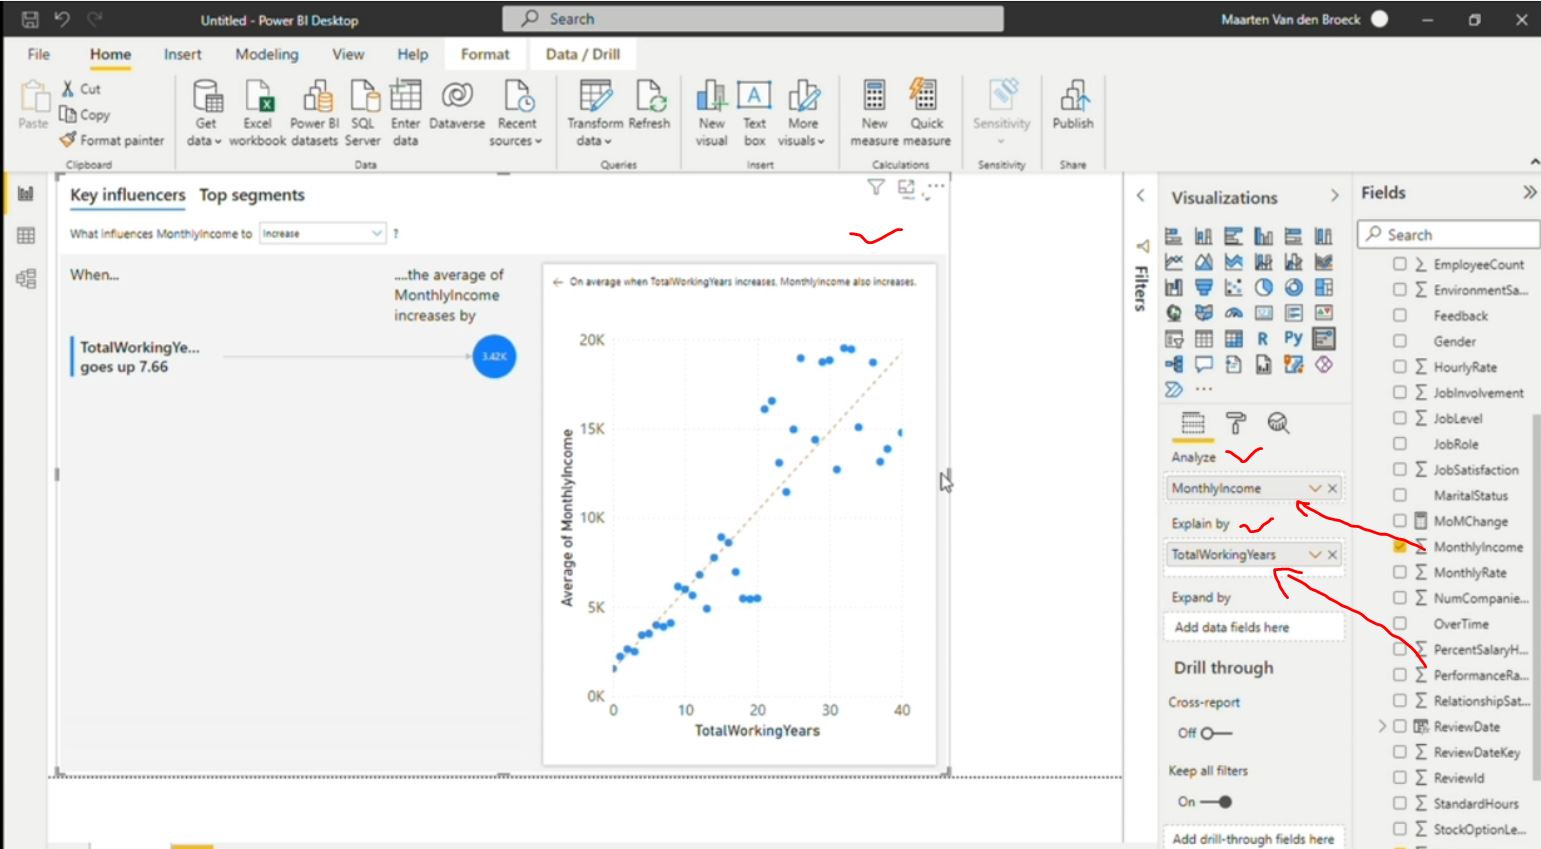 Untitled - Power BI Desktop
Search
Maarten Van den Broeck
File Home Insert Modeling View Help Format Data / Drill
Paste
Cut
Copy
Format painter
Clipboard
Get data
Excel workbook
Power BI datasets
SQL Server
Enter data
Dataverse
Recent sources
Data
Transform data
Refresh
Queries
New visual
Text box
More visuals
Insert
New measure
Quick measure
Calculations
Sensitivity
Sensitivity
Publish
Share
Key influencers Top segments
What influences MonthlyIncome to Increase ?
When...
....the average of
MonthlyIncome
increases by
TotalWorkingYe...
goes up 7.66
3.42K
On average when TotalWorkingYears increases, MonthlyIncome also increases.
20K
15K
10K
5K
0K
Average of MonthlyIncome
0 10 20 30 40
TotalWorkingYears
Filters
Visualizations
R Py
...
Analyze
MonthlyIncome
Explain by
TotalWorkingYears
Expand by
Add data fields here
Drill through
Cross-report
Off
Keep all filters
On
Add drill-through fields here
Fields
Search
EmployeeCount
EnvironmentSa...
Feedback
Gender
HourlyRate
JobInvolvement
JobLevel
JobRole
JobSatisfaction
MaritalStatus
MoMChange
MonthlyIncome
MonthlyRate
NumCompanie...
OverTime
PercentSalaryH...
PerformanceRa...
RelationshipSat...
ReviewDate
ReviewDateKey
ReviewId
StandardHours
StockOptionLe...